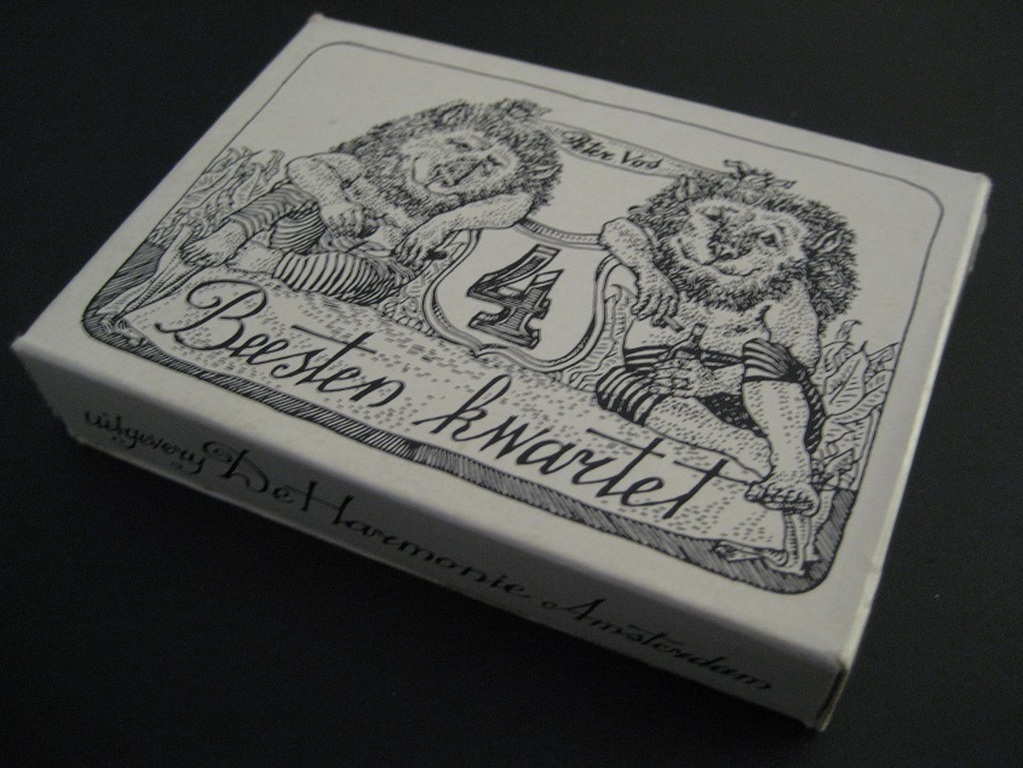 Peter Vos
4
Beesten kwartet
uitgeverij De Harmonie Amsterdam